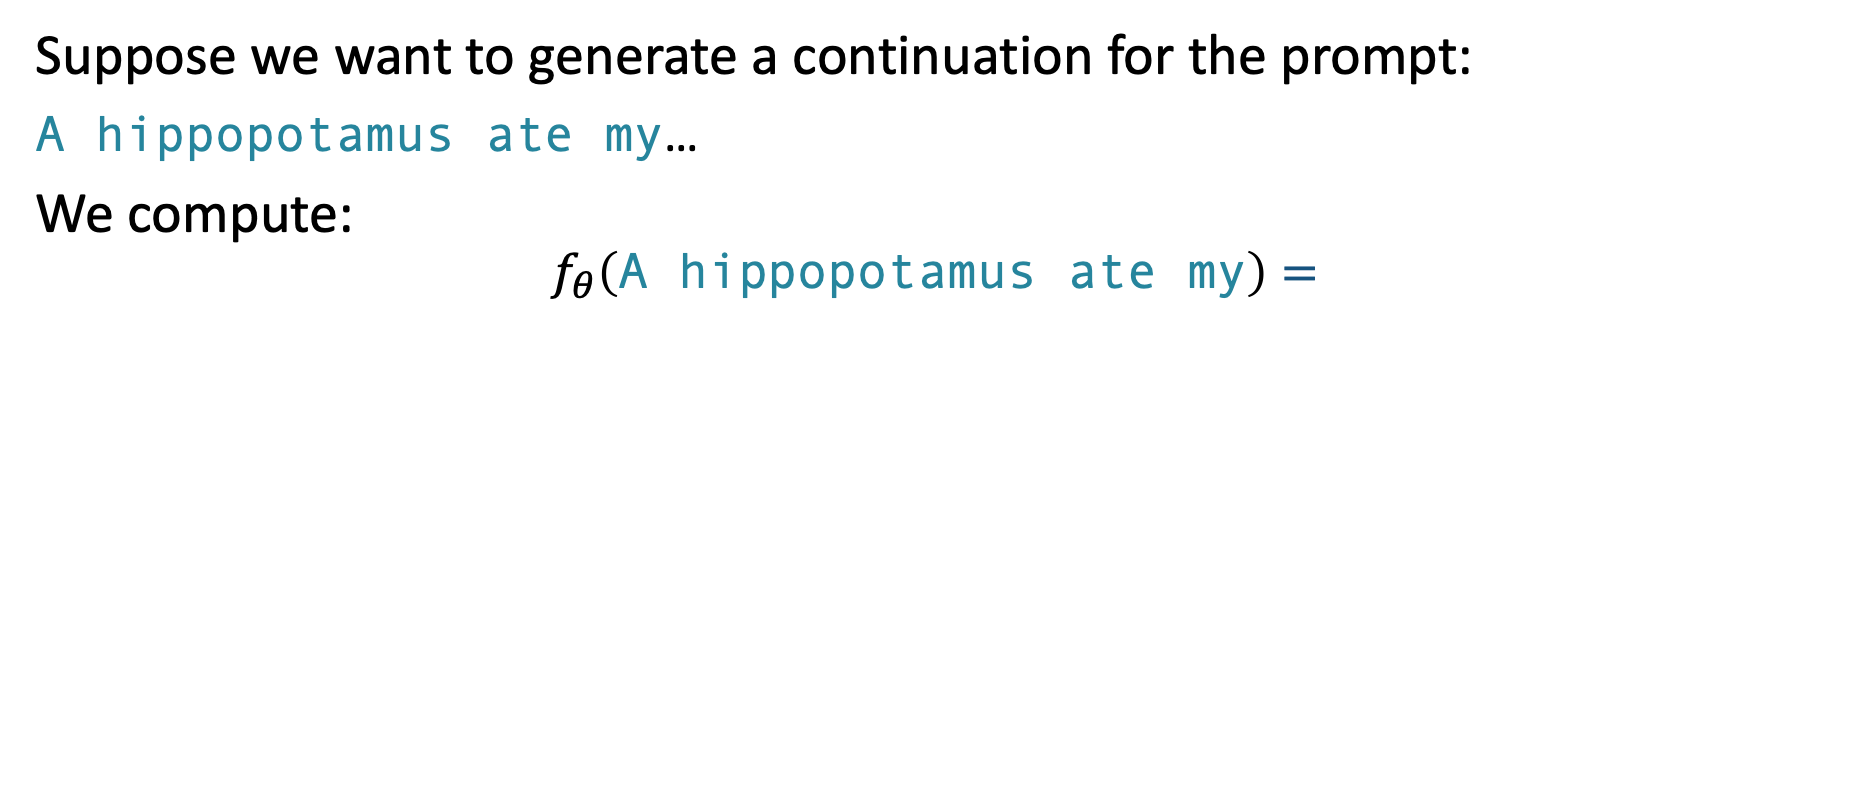 Suppose we want to generate a continuation for the prompt:
A hippopotamus ate my…
We compute:
fθ(A hippopotamus ate my) =